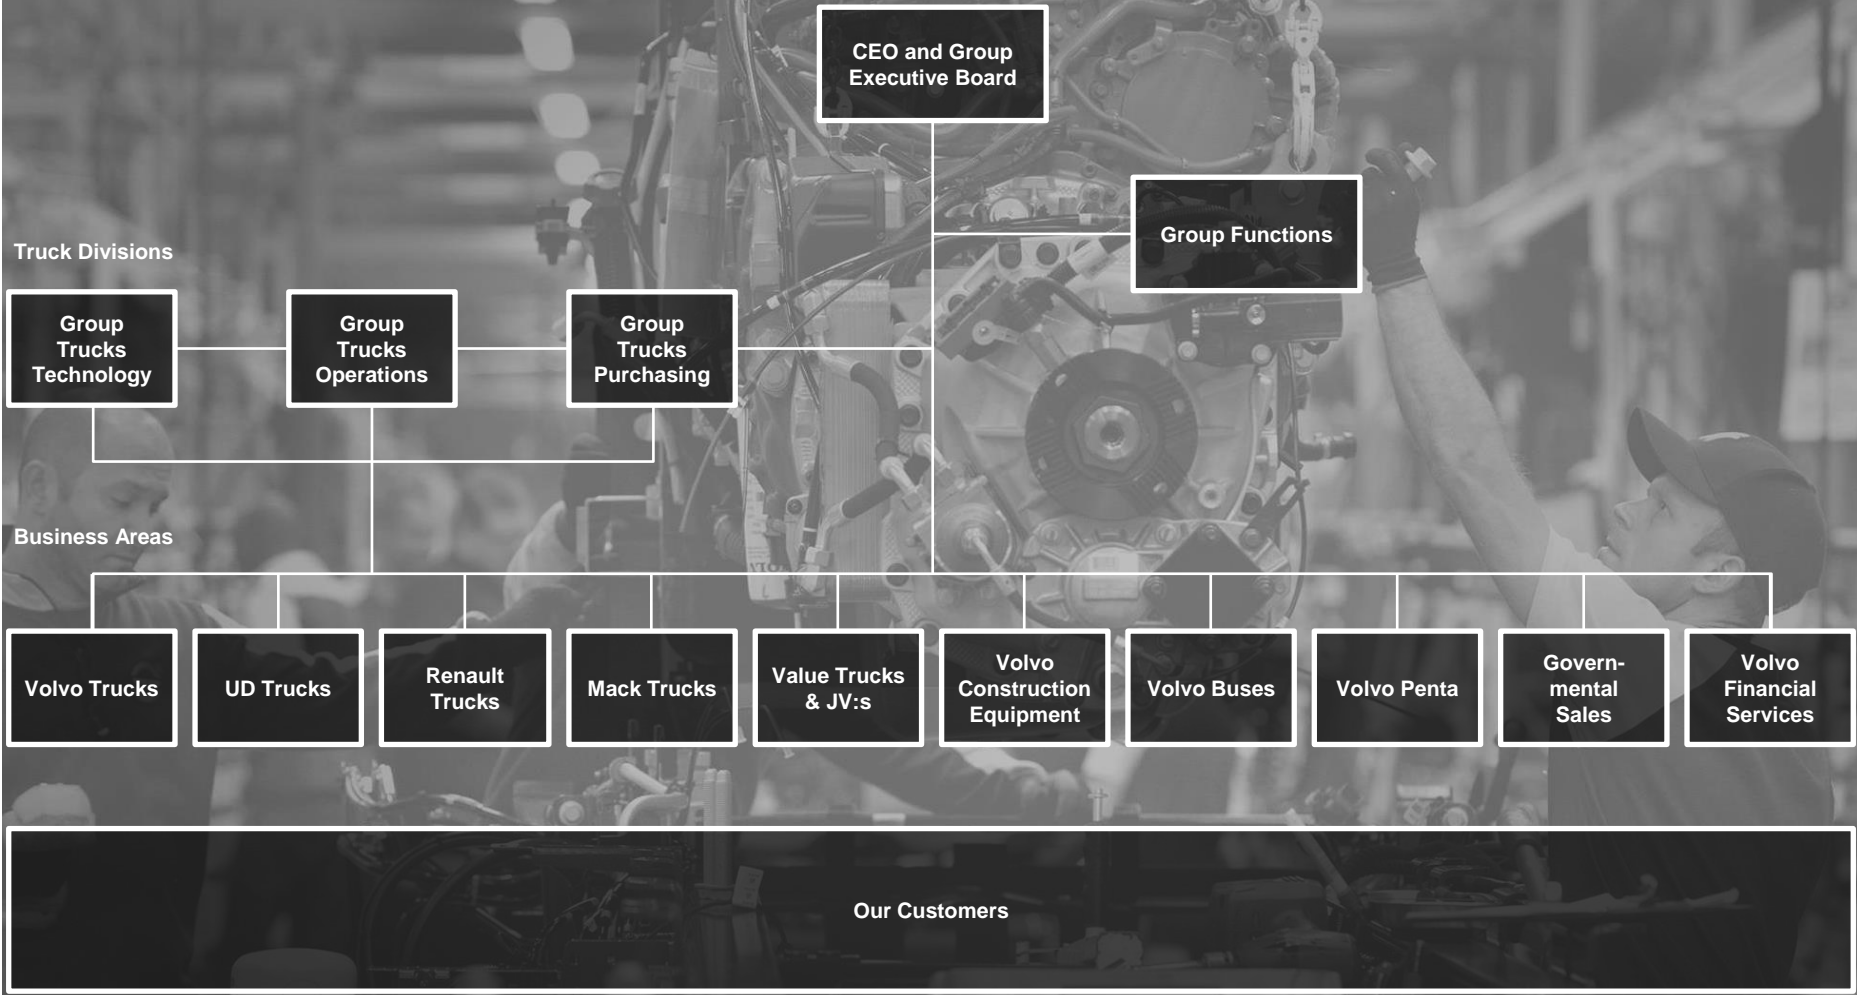 CEO and Group
Executive Board
Group Functions
Truck Divisions
Group
Trucks
Technology
Group
Trucks
Operations
Group
Trucks
Purchasing
Business Areas
Volvo Trucks
UD Trucks
Renault
Trucks
Mack Trucks
Value Trucks
& JV:s
Volvo
Construction
Equipment
Volvo Buses
Volvo Penta
Govern-
mental
Sales
Volvo
Financial
Services
Our Customers